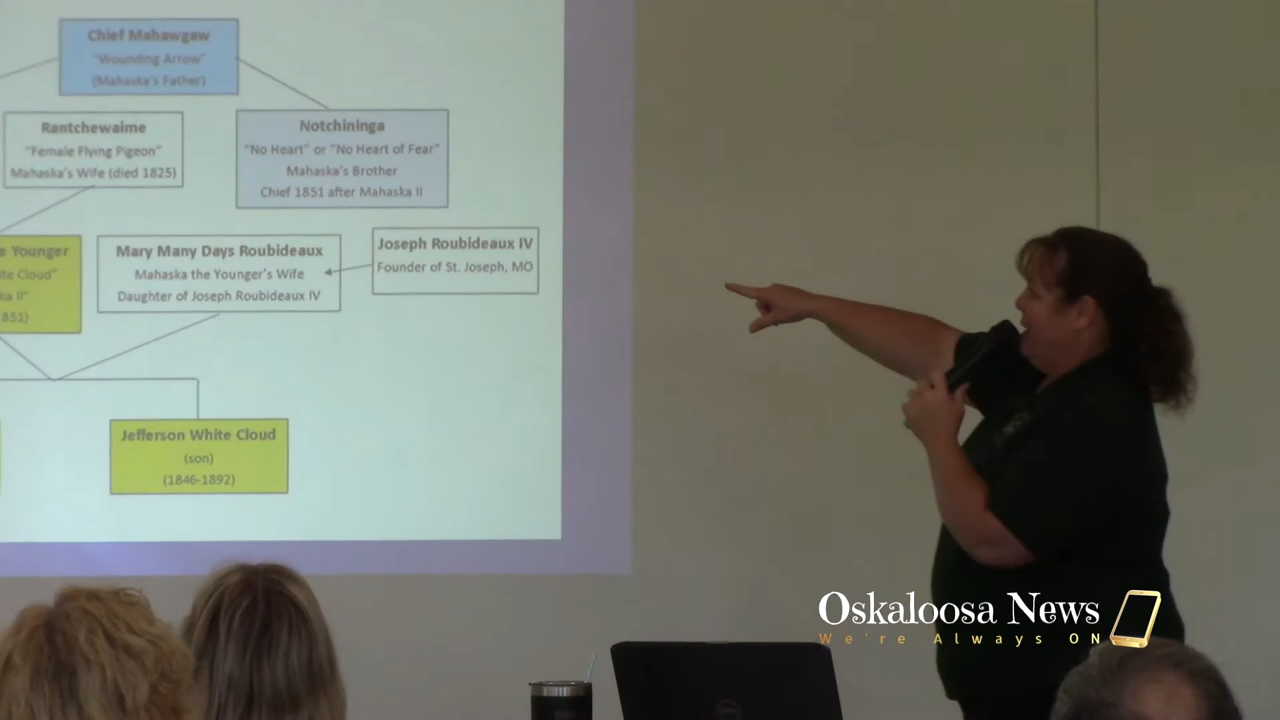 Chief Mahawgaw
"Wounding Arrow"
(Mahaska's Father)
Rantchewaime
"Female Flying Pigeon"
Mahaska's Wife (died 1825)
Notchininga
"No Heart" or "No Heart of Fear"
Mahaska's Brother
Chief 1851 after Mahaska II
e Younger
te Cloud"
ka II"
851)
Mary Many Days Roubideaux
Mahaska the Younger's Wife
Daughter of Joseph Roubideaux IV
Joseph Roubideaux IV
Founder of St. Joseph, MO
Jefferson White Cloud
(son)
(1846-1892)
Oskaloosa News
We're Always ON